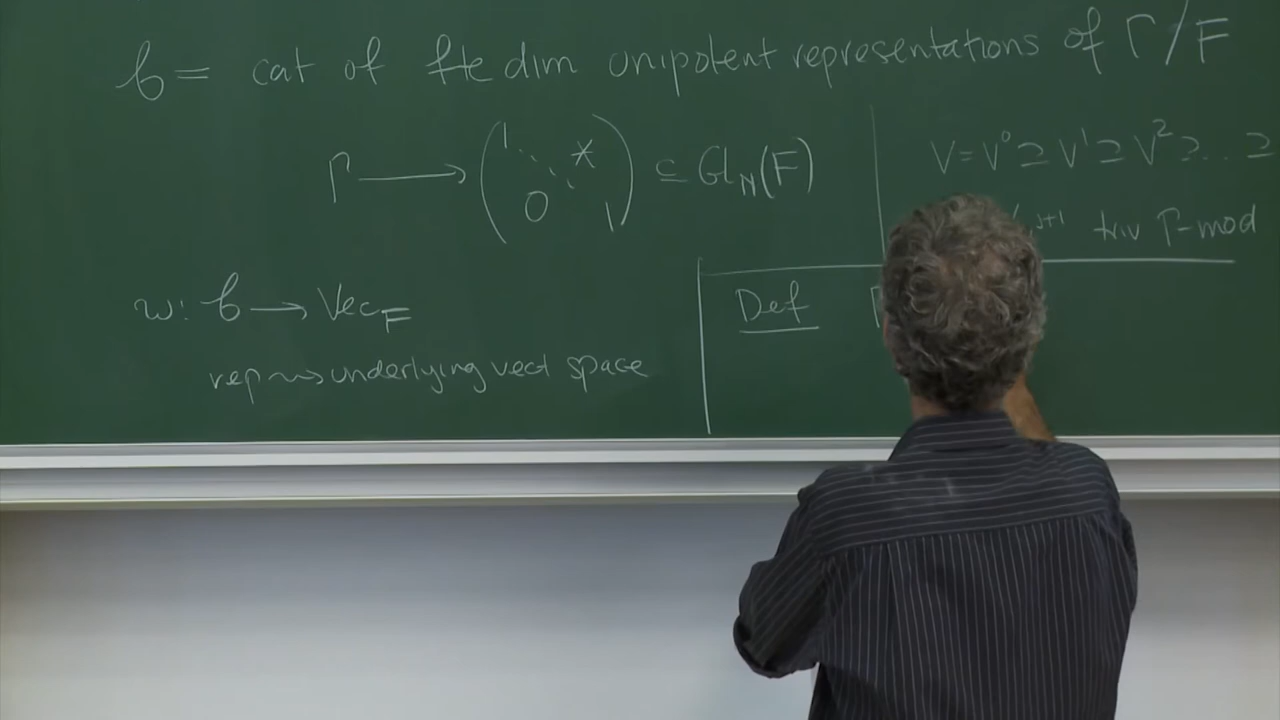 𝒞 = cat of fte dim unipotent representations of Γ/F
Γ ⟶ (1 ⋱ * 0 1) ⊆ Gl_N(F)
V = V⁰ ⊇ V¹ ⊇ V² ⊇ ... ⊇
j+1 triv Γ-mod
ω: 𝒞 ⟶ Vec_F
rep ⇝ underlying vect space
Def